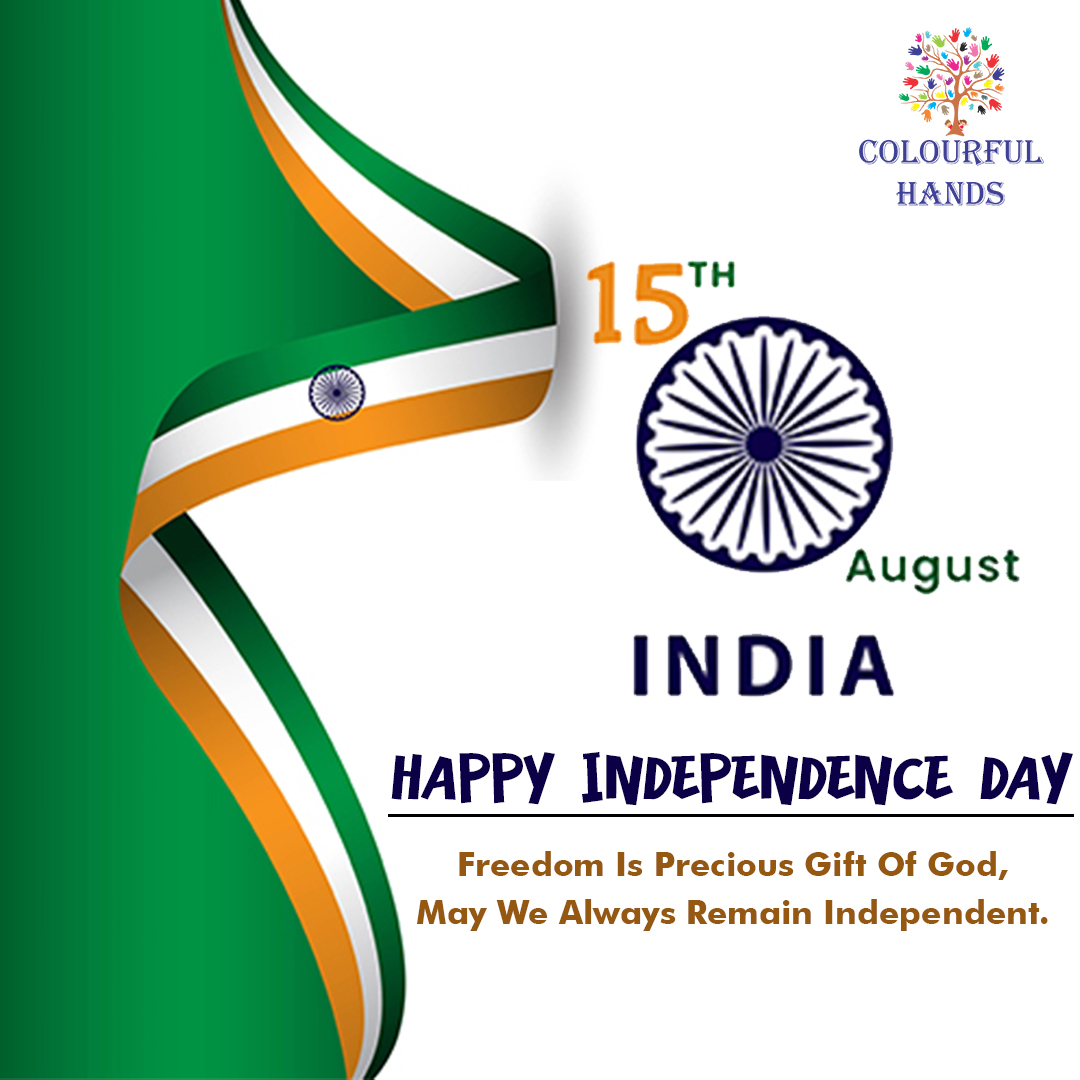 COLOURFUL
HANDS
15TH
August
INDIA
HAPPY INDEPENDENCE DAY
Freedom Is Precious Gift Of God,
May We Always Remain Independent.